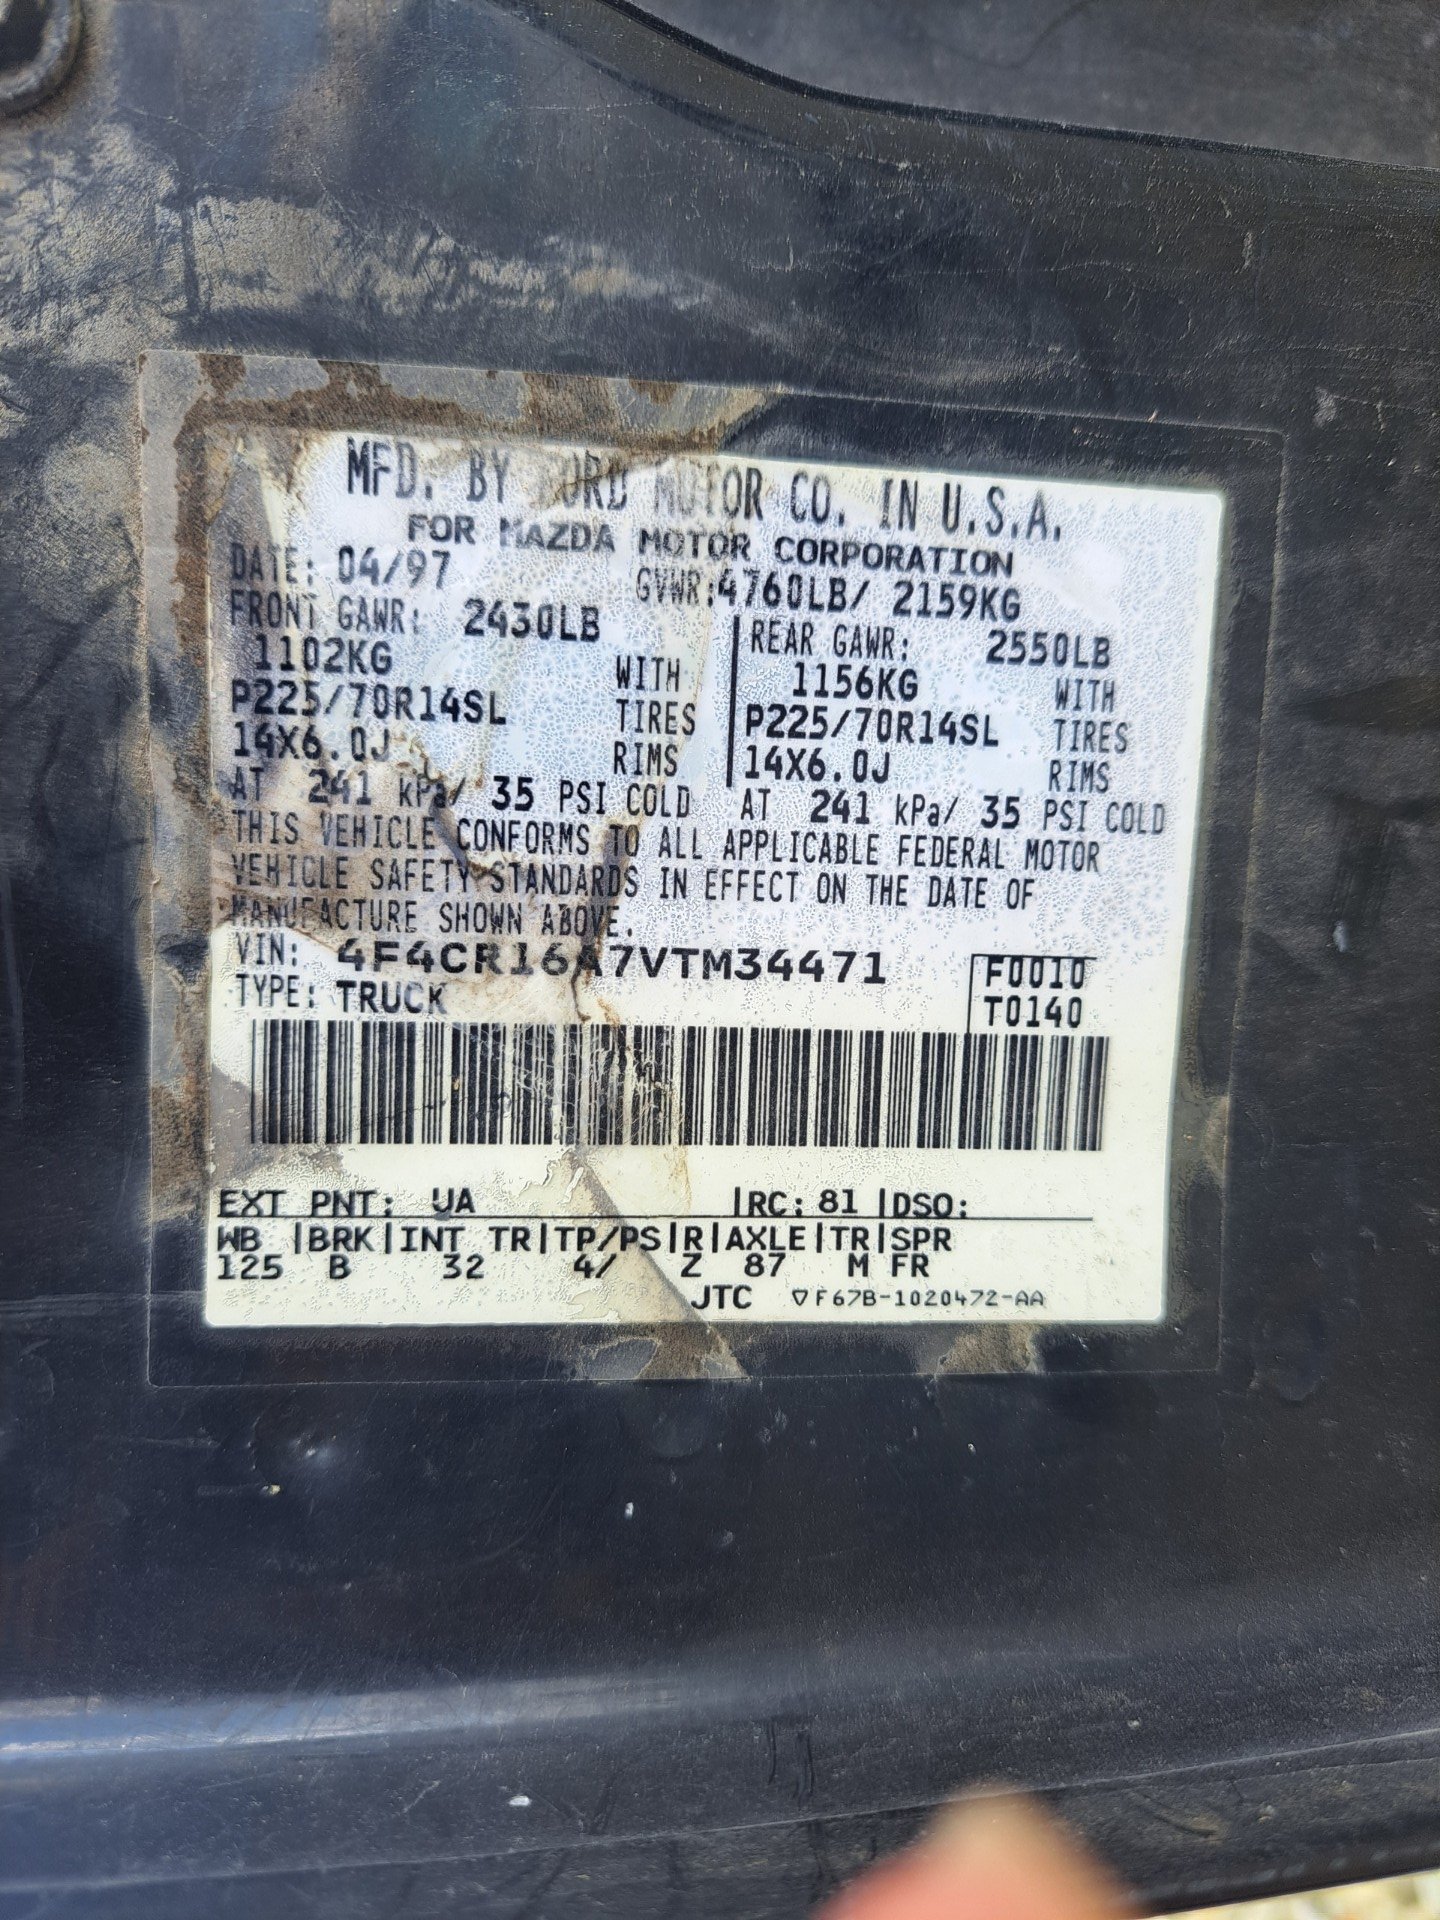 MFD. BY FORD MOTOR CO. IN U.S.A.
FOR MAZDA MOTOR CORPORATION
DATE: 04/97 GVWR:4760LB/ 2159KG
FRONT GAWR: 2430LB REAR GAWR: 2550LB
1102KG WITH 1156KG WITH
P225/70R14SL TIRES P225/70R14SL TIRES
14X6.0J RIMS 14X6.0J RIMS
AT 241 kPa/ 35 PSI COLD AT 241 kPa/ 35 PSI COLD
THIS VEHICLE CONFORMS TO ALL APPLICABLE FEDERAL MOTOR
VEHICLE SAFETY STANDARDS IN EFFECT ON THE DATE OF
MANUFACTURE SHOWN ABOVE.
VIN: 4F4CR16A7VTM34471 F0010
TYPE: TRUCK T0140
EXT PNT: UA |RC: 81 |DSO:
WB |BRK|INT TR|TP/PS|R|AXLE|TR|SPR
125 B 32 4/ Z 87 M FR
JTC ▽F67B-1020472-AA